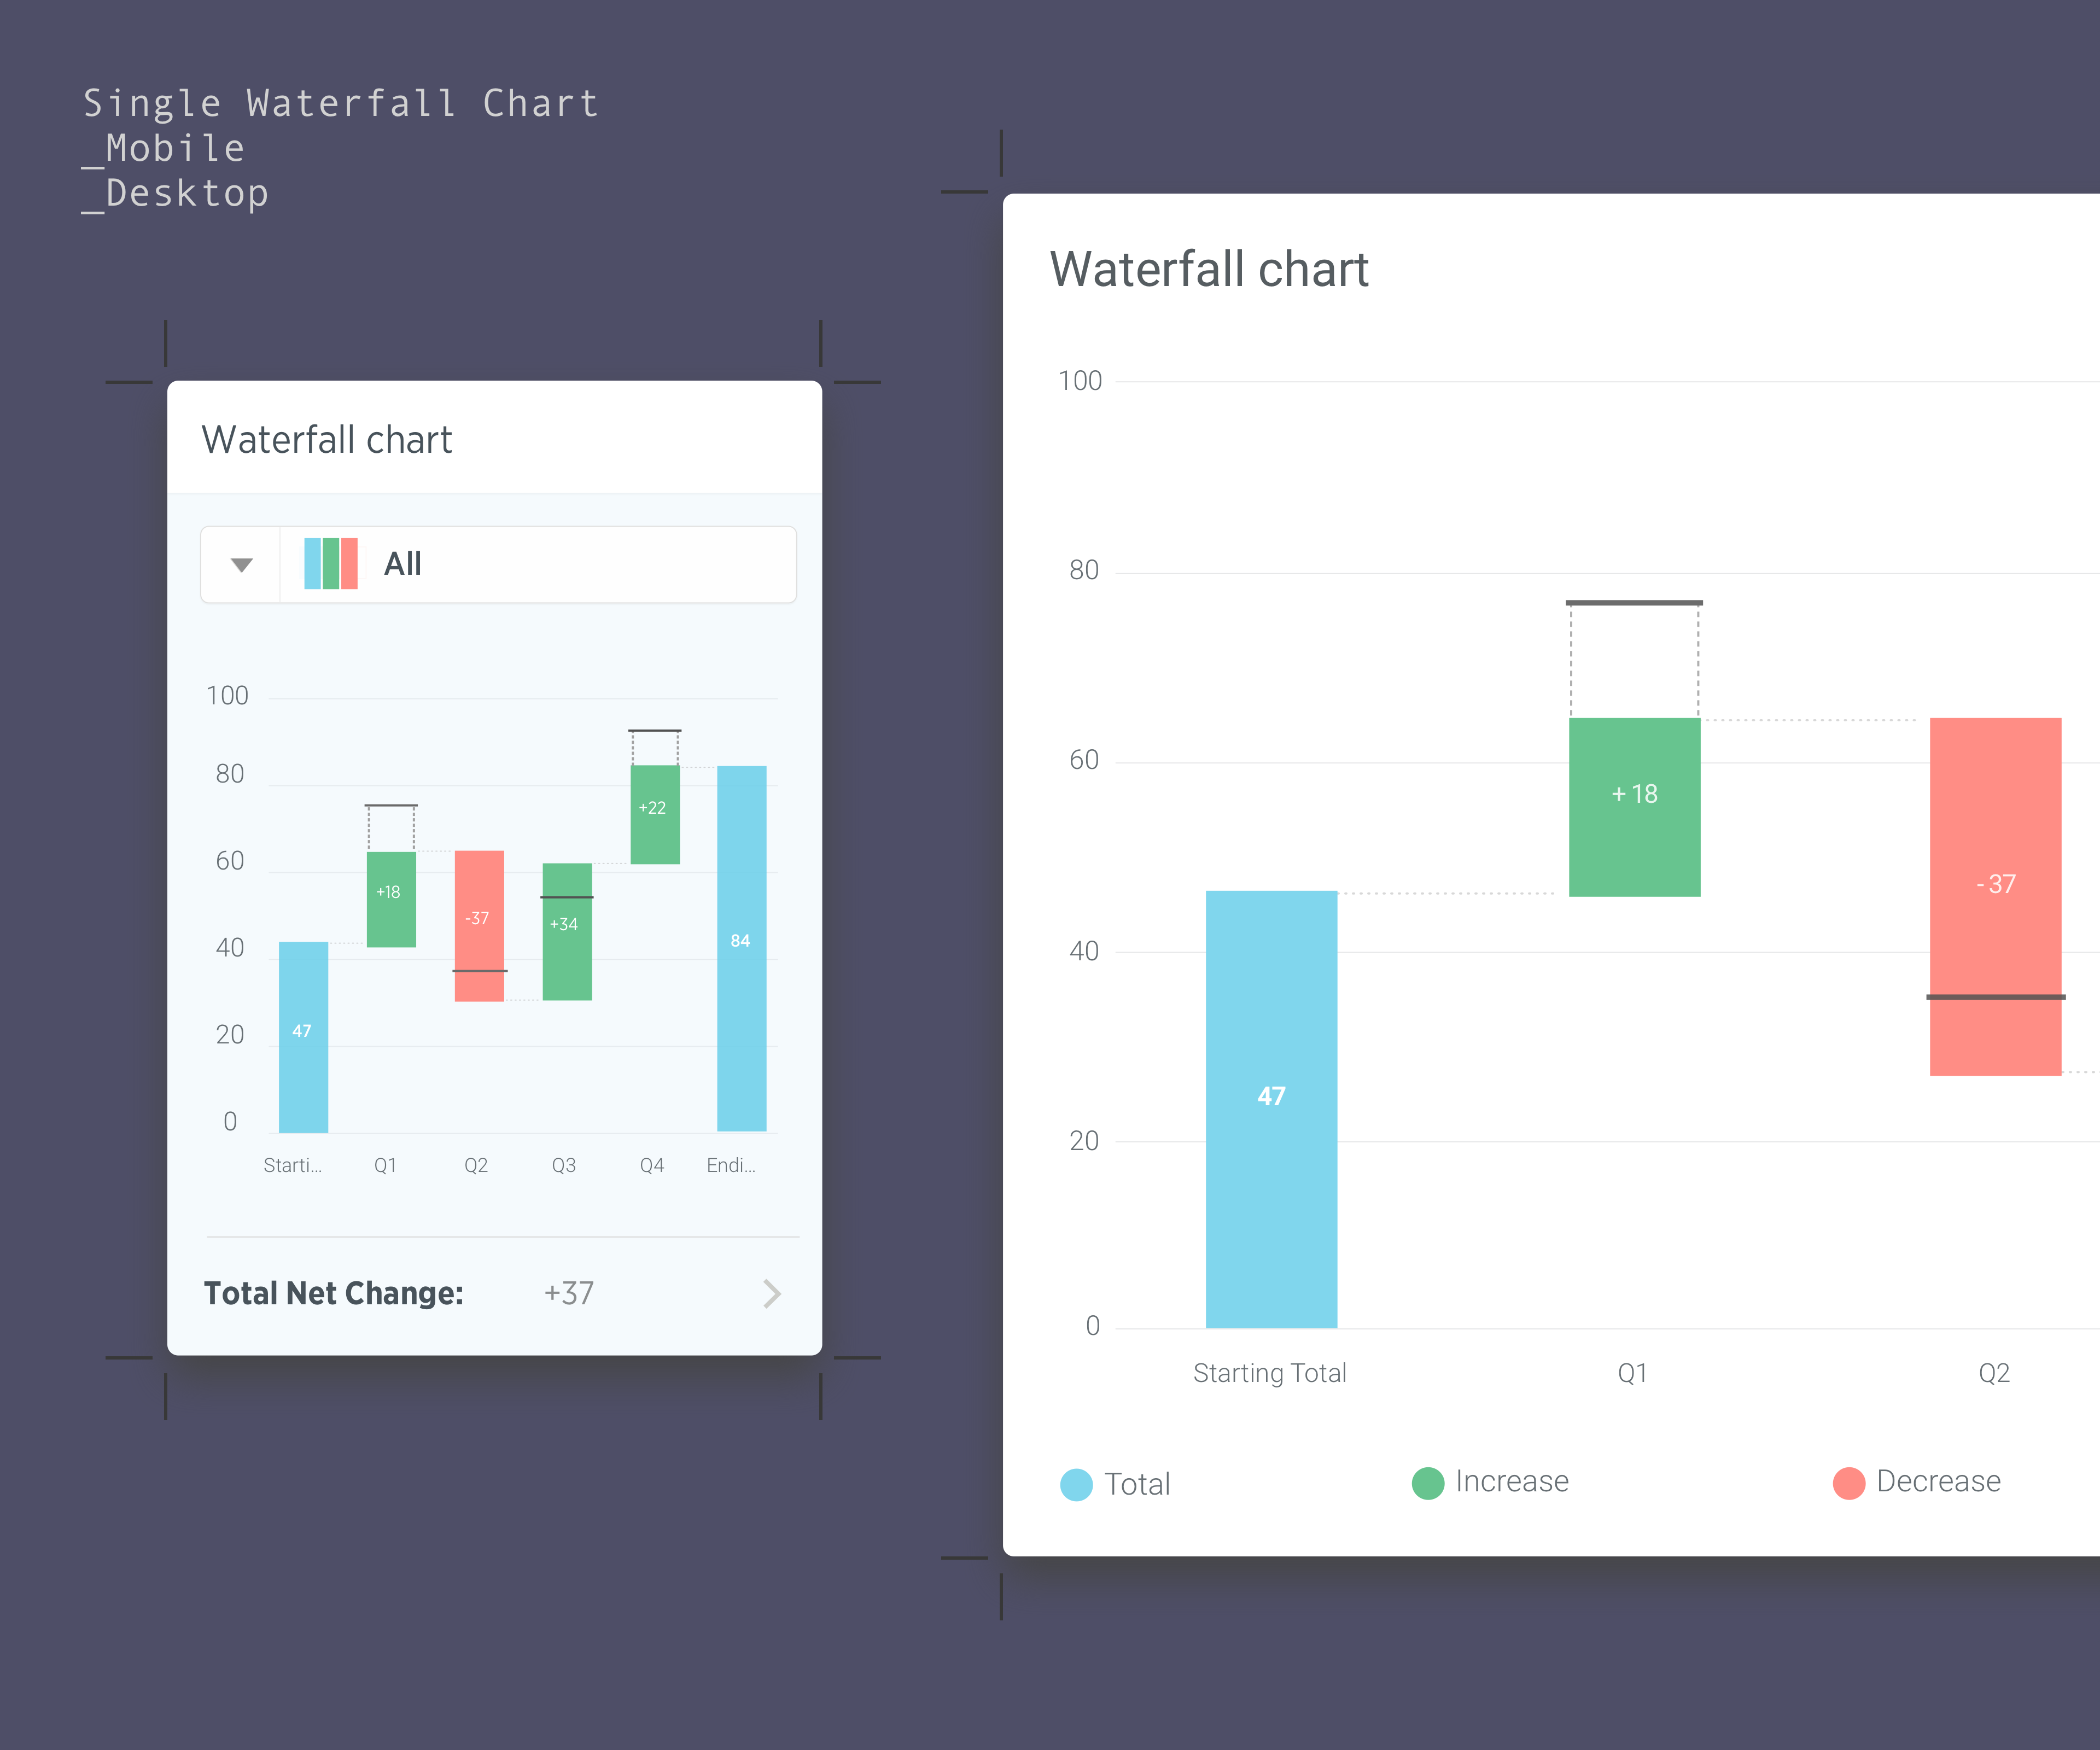 Single Waterfall Chart
_Mobile
_Desktop
Waterfall chart
All
100
80
60
40
20
0
+18
-37
+34
+22
47
84
Starti... Q1 Q2 Q3 Q4 Endi...
Total Net Change: +37
Waterfall chart
100
80
60
40
20
0
+ 18
- 37
47
Starting Total Q1 Q2
Total Increase Decrease